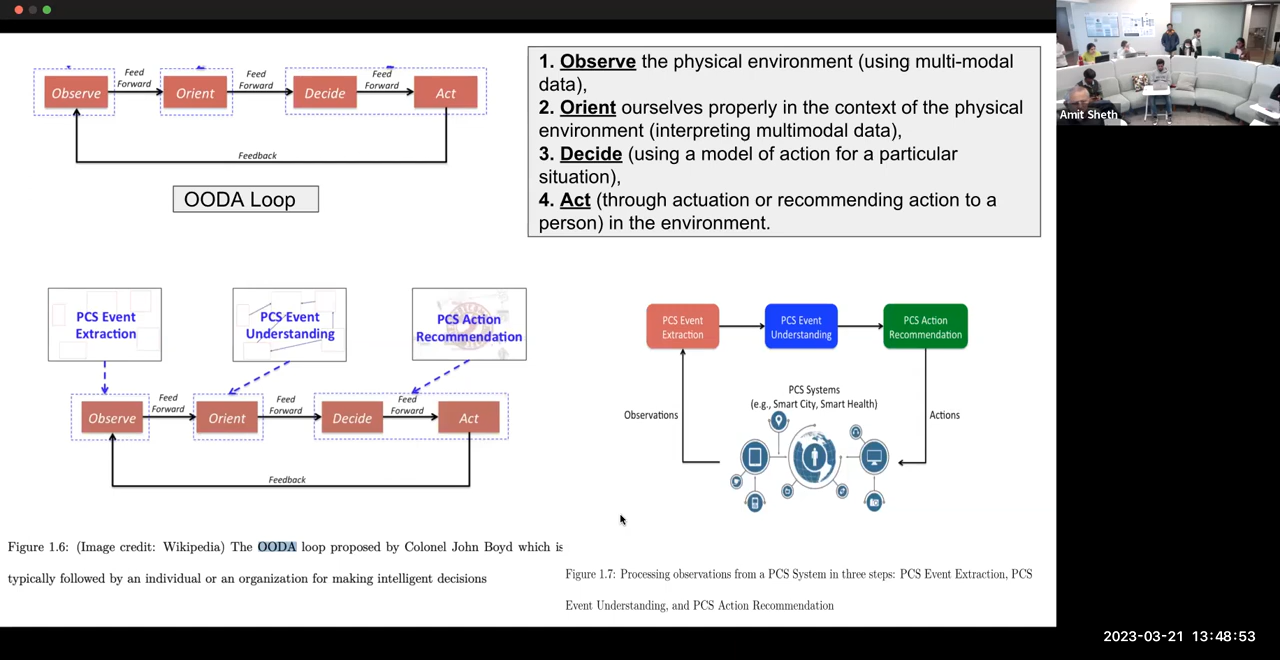 Feed
Forward
Feed
Forward
Feed
Forward
Observe
Orient
Decide
Act
Feedback
OODA Loop
1. Observe the physical environment (using multi-modal
data),
2. Orient ourselves properly in the context of the physical
environment (interpreting multimodal data),
3. Decide (using a model of action for a particular
situation),
4. Act (through actuation or recommending action to a
person) in the environment.
Amit Sheth
PCS Event
Extraction
PCS Event
Understanding
PCS Action
Recommendation
Feed
Forward
Feed
Forward
Feed
Forward
Observe
Orient
Decide
Act
Feedback
PCS Event
Extraction
PCS Event
Understanding
PCS Action
Recommendation
PCS Systems
(e.g., Smart City, Smart Health)
Observations
Actions
Figure 1.6: (Image credit: Wikipedia) The OODA loop proposed by Colonel John Boyd which is
typically followed by an individual or an organization for making intelligent decisions
Figure 1.7: Processing observations from a PCS System in three steps: PCS Event Extraction, PCS
Event Understanding, and PCS Action Recommendation
2023-03-21 13:48:53